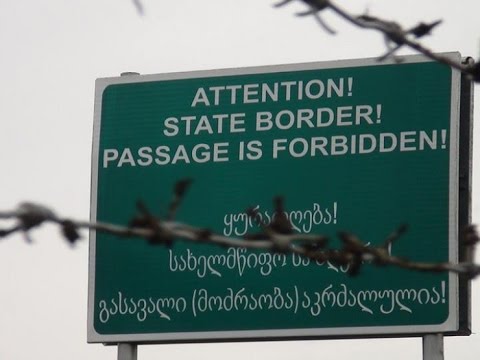 ATTENTION!
STATE BORDER!
PASSAGE IS FORBIDDEN!
ყურადღება!
სახელმწიფო
გასავალი (მოძრაობა) აკრძალულია!